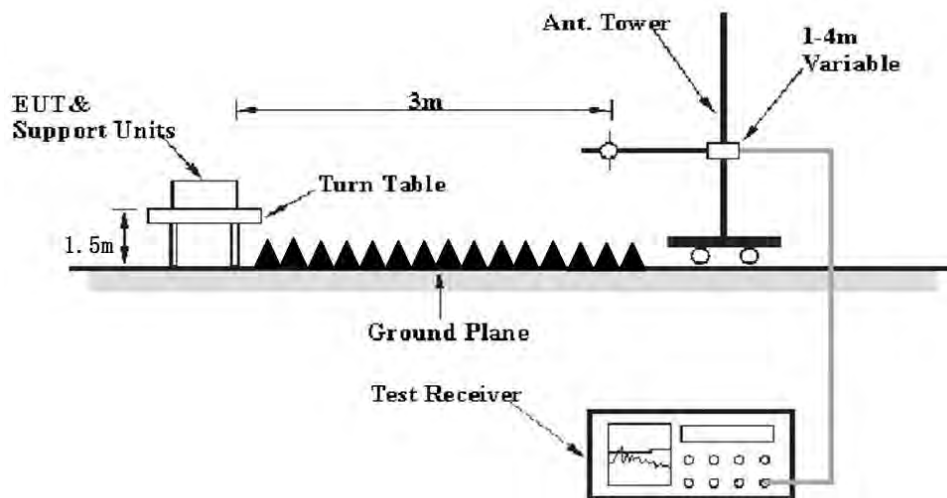 Ant. Tower
1-4m
Variable
3m
EUT&
Support Units
Turn Table
1.5m
Ground Plane
Test Receiver